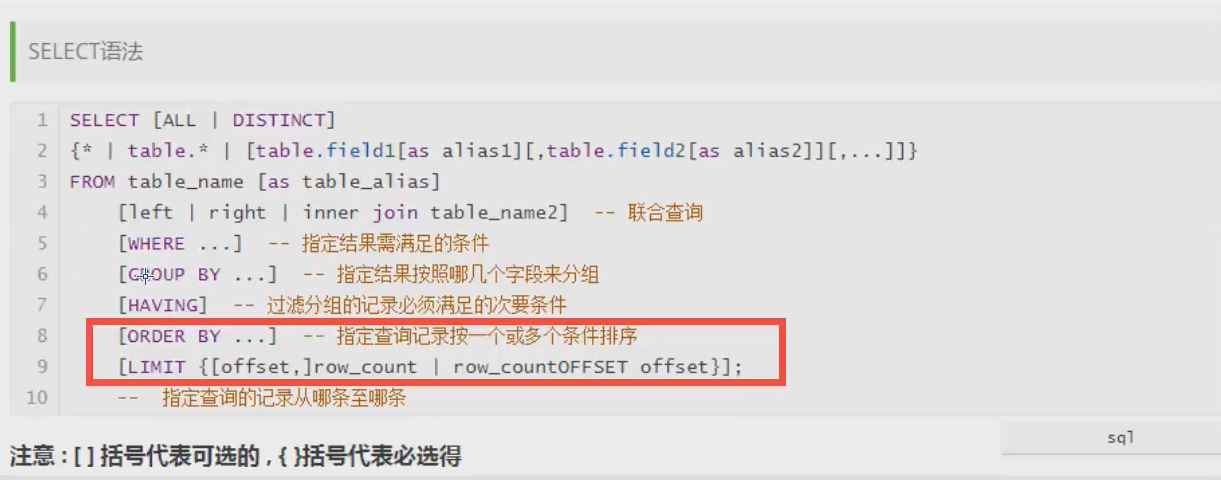 SELECT语法
1 SELECT [ALL | DISTINCT]
2 {* | table.* | [table.field1[as alias1][,table.field2[as alias2]][,...]]}
3 FROM table_name [as table_alias]
4 [left | right | inner join table_name2] -- 联合查询
5 [WHERE ...] -- 指定结果需满足的条件
6 [GROUP BY ...] -- 指定结果按照哪几个字段来分组
7 [HAVING] -- 过滤分组的记录必须满足的次要条件
8 [ORDER BY ...] -- 指定查询记录按一个或多个条件排序
9 [LIMIT {[offset,]row_count | row_countOFFSET offset}];
10 -- 指定查询的记录从哪条至哪条
sql
注意 : [ ] 括号代表可选的 , { }括号代表必选得